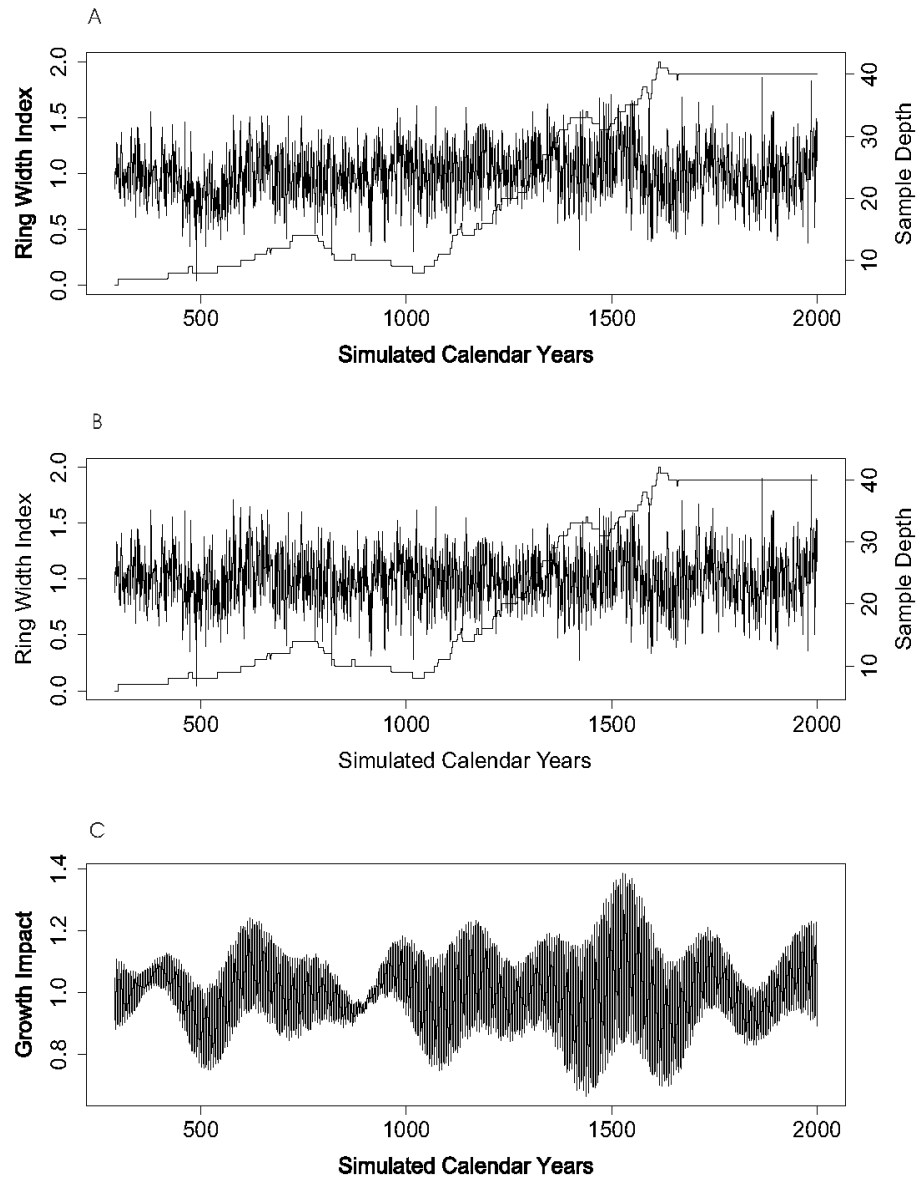 A
Ring Width Index
0.0 0.5 1.0 1.5 2.0
10 20 30 40
Sample Depth
500 1000 1500 2000
Simulated Calendar Years
B
Ring Width Index
0.0 0.5 1.0 1.5 2.0
10 20 30 40
Sample Depth
500 1000 1500 2000
Simulated Calendar Years
C
Growth Impact
0.8 1.0 1.2 1.4
500 1000 1500 2000
Simulated Calendar Years